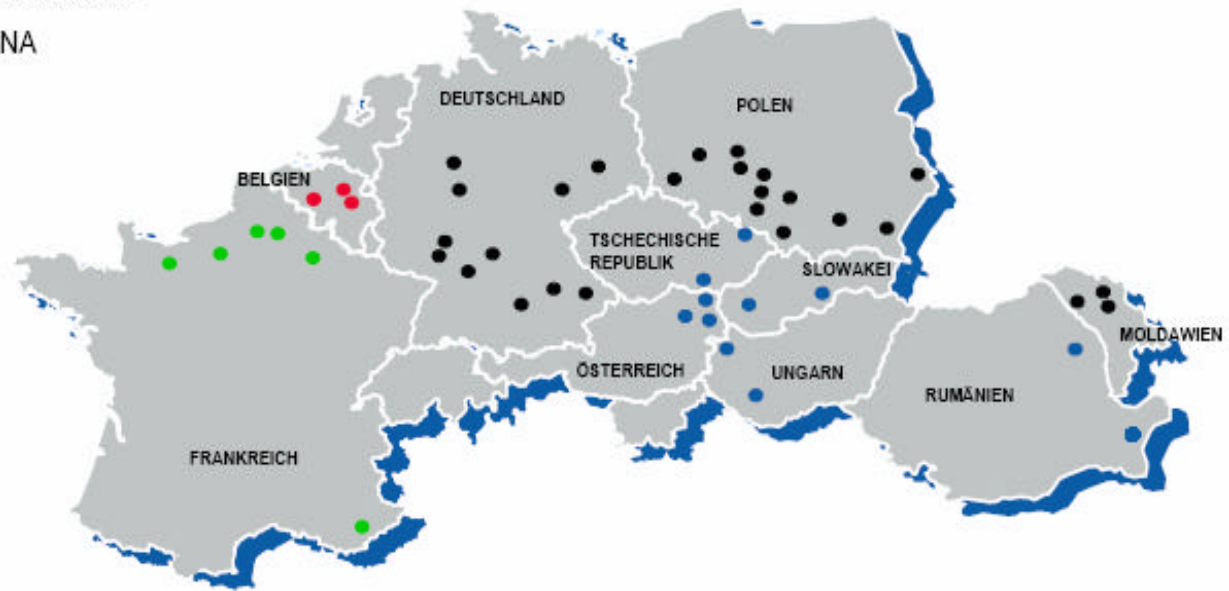 NA
DEUTSCHLAND
POLEN
BELGIEN
TSCHECHISCHE
REPUBLIK
SLOWAKEI
MOLDAWIEN
ÖSTERREICH
UNGARN
RUMÄNIEN
FRANKREICH